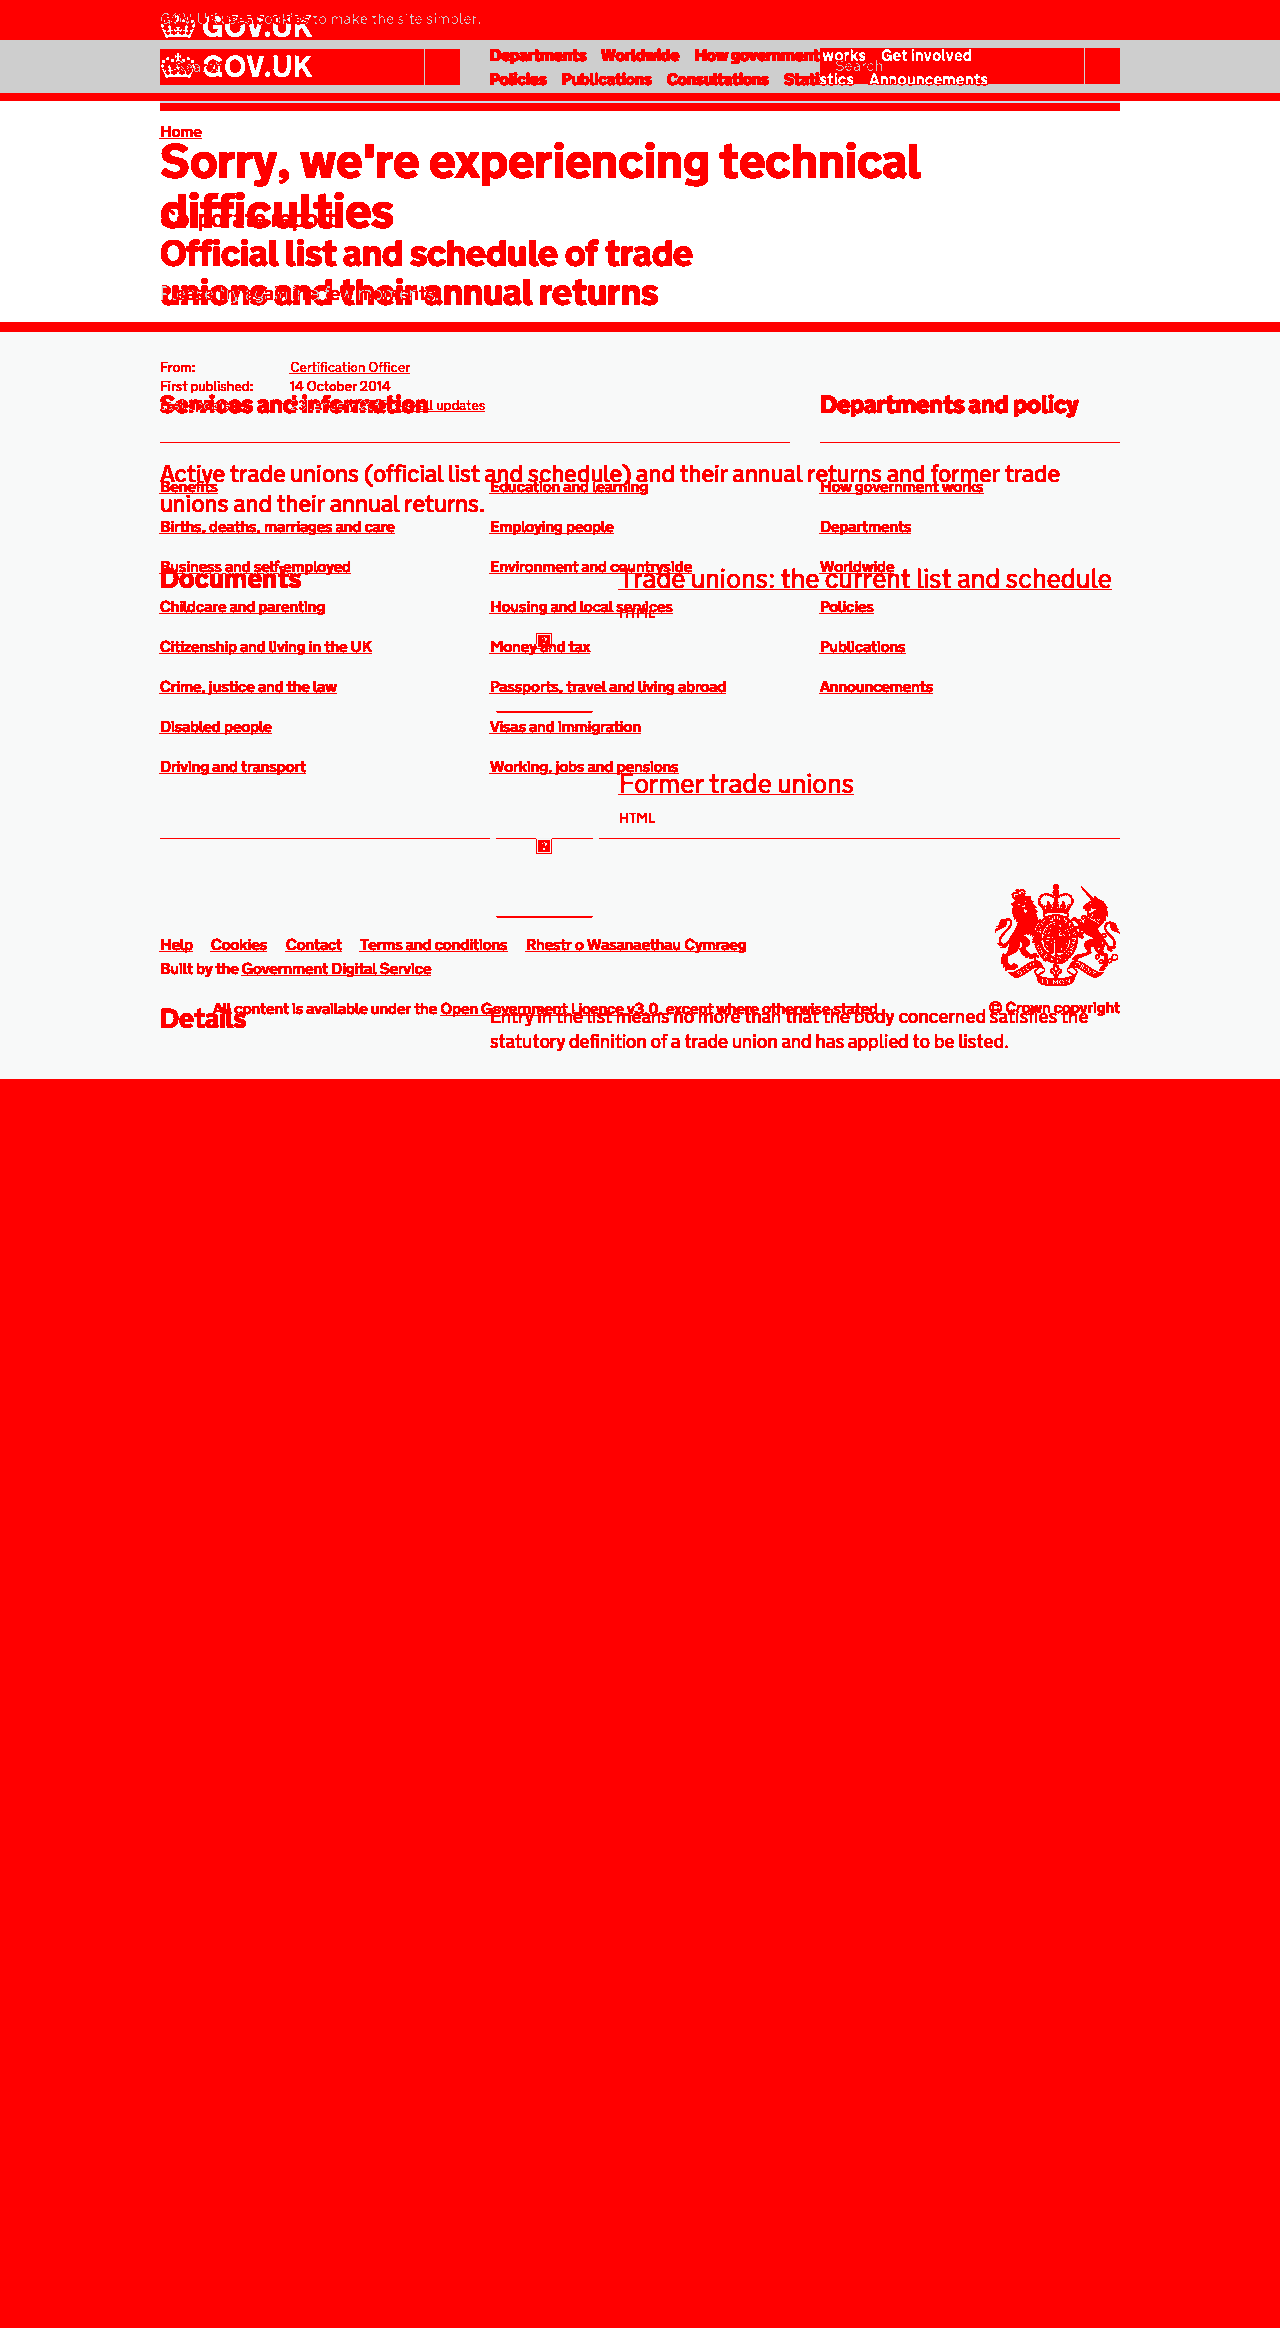 GOV.UK uses cookies to make the site simpler.
GOV.UK
GOV.UK
Search
Departments Worldwide How government works Get involved
Search
Policies Publications Consultations Statistics Announcements
Home
Sorry, we're experiencing technical
difficulties
Corporate report
Official list and schedule of trade
unions and their annual returns
Please try again in a few moments.
From: Certification Officer
First published: 14 October 2014
all updates
Services and information
Departments and policy
Active trade unions (official list and schedule) and their annual returns and former trade
unions and their annual returns.
Benefits
Education and learning
How government works
Births, deaths, marriages and care
Employing people
Departments
Business and self-employed
Environment and countryside
Worldwide
Documents
Trade unions: the current list and schedule
Childcare and parenting
Housing and local services
Policies
HTML
Citizenship and living in the UK
Money and tax
Publications
Crime, justice and the law
Passports, travel and living abroad
Announcements
Disabled people
Visas and immigration
Driving and transport
Working, jobs and pensions
Former trade unions
HTML
Help Cookies Contact Terms and conditions Rhestr o Wasanaethau Cymraeg
Built by the Government Digital Service
All content is available under the Open Government Licence v3.0, except where otherwise stated
© Crown copyright
Details
Entry in the list means no more than that the body concerned satisfies the
statutory definition of a trade union and has applied to be listed.